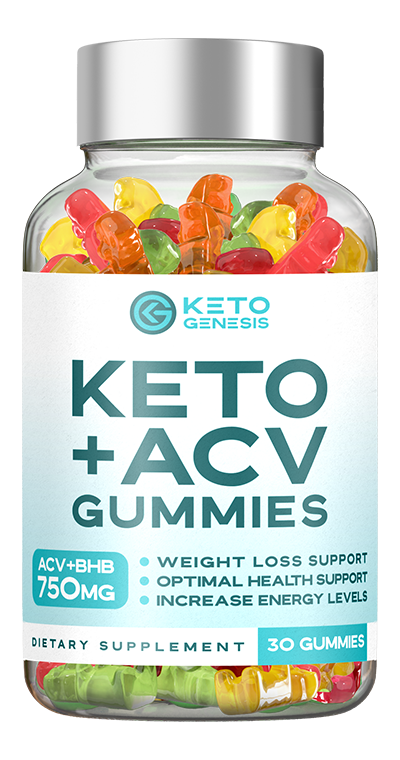 KETO
GENESIS
KETO
+ACV
GUMMIES
ACV+BHB
750MG
WEIGHT LOSS SUPPORT
OPTIMAL HEALTH SUPPORT
INCREASE ENERGY LEVELS
DIETARY SUPPLEMENT
30 GUMMIES